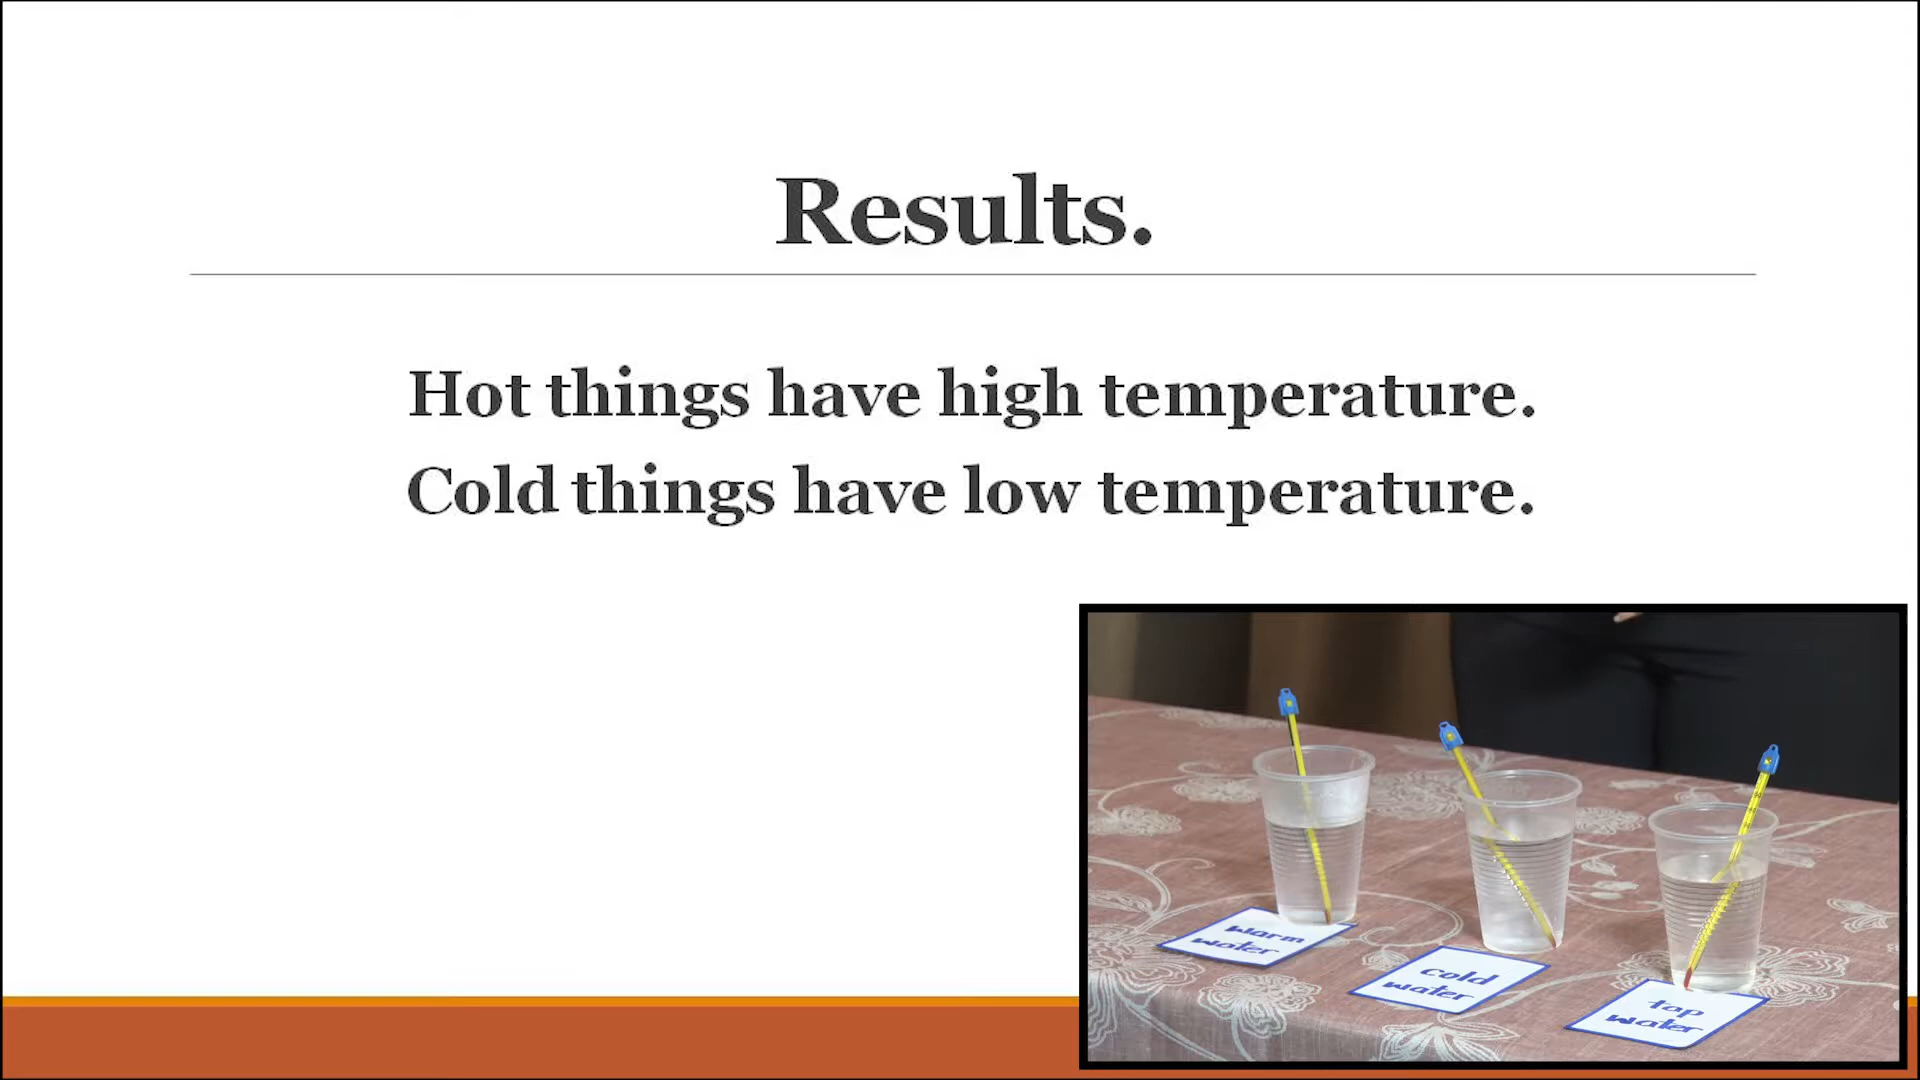 Results.
Hot things have high temperature.
Cold things have low temperature.
Warm
water
Cold
water
tap
water